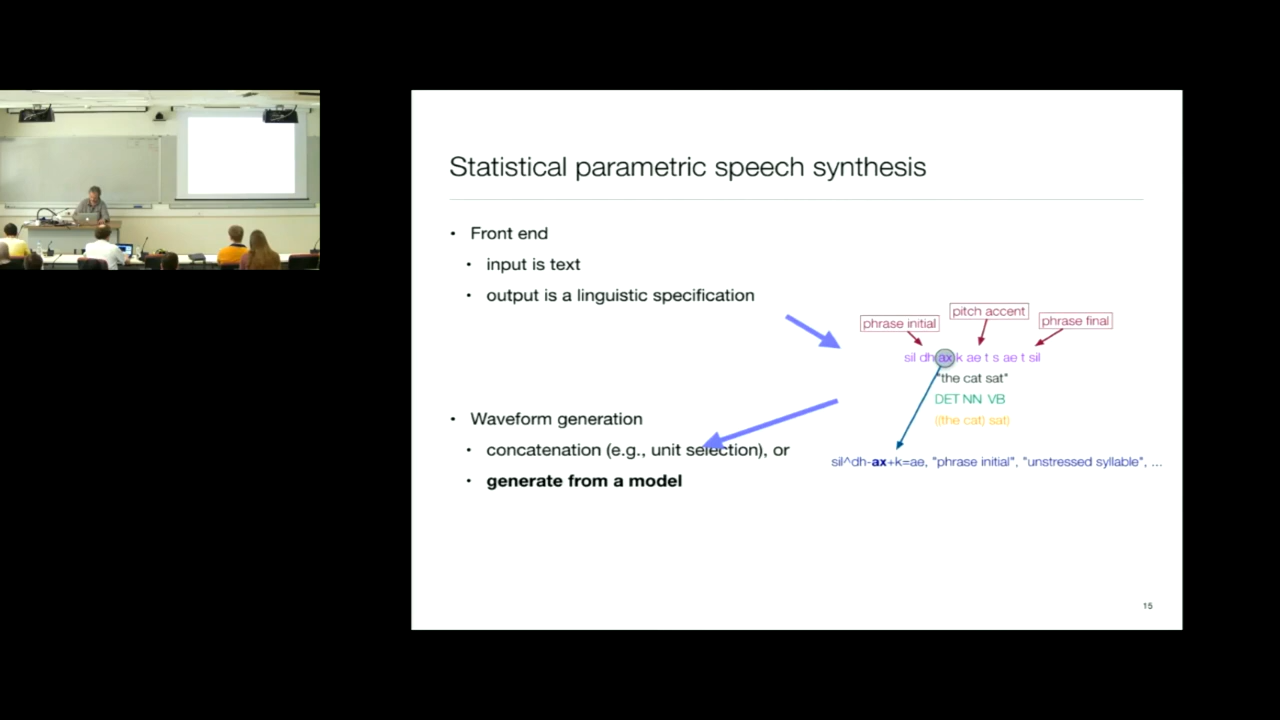 Statistical parametric speech synthesis
• Front end
• input is text
• output is a linguistic specification
phrase initial
pitch accent
phrase final
sil dh ax k ae t s ae t sil
"the cat sat"
DET NN VB
((the cat) sat)
sil^dh-ax+k=ae, "phrase initial", "unstressed syllable", ...
• Waveform generation
• concatenation (e.g., unit selection), or
• generate from a model
15